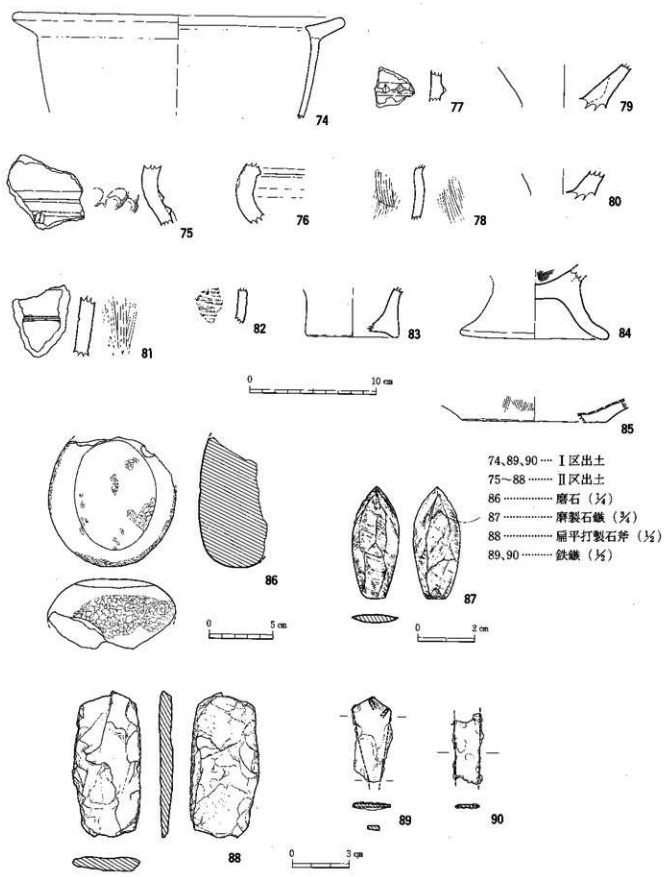 74
77
79
75
76
78
80
81
82
83
84
0 10 cm
85
74、89、90 ････ Ⅰ区出土
75～88 ････････ Ⅱ区出土
86 ････････････ 磨石 (¼)
87 ････････････ 磨製石鏃 (¾)
88 ････････････ 扁平打製石斧 (½)
89、90 ････････ 鉄鏃 (½)
86
0 5 cm
87
0 2 cm
88
0 3 cm
89
90